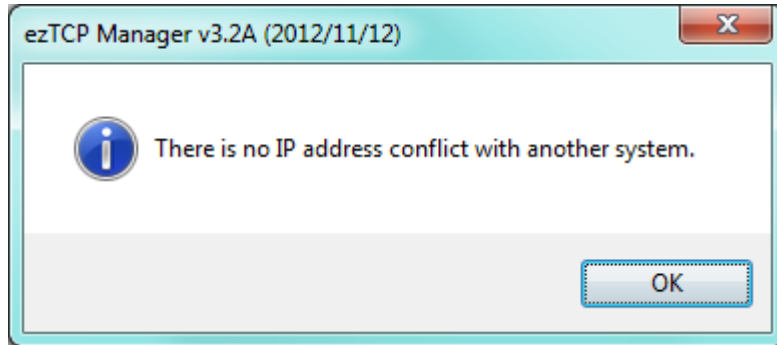 ezTCP Manager v3.2A (2012/11/12)
There is no IP address conflict with another system.
OK